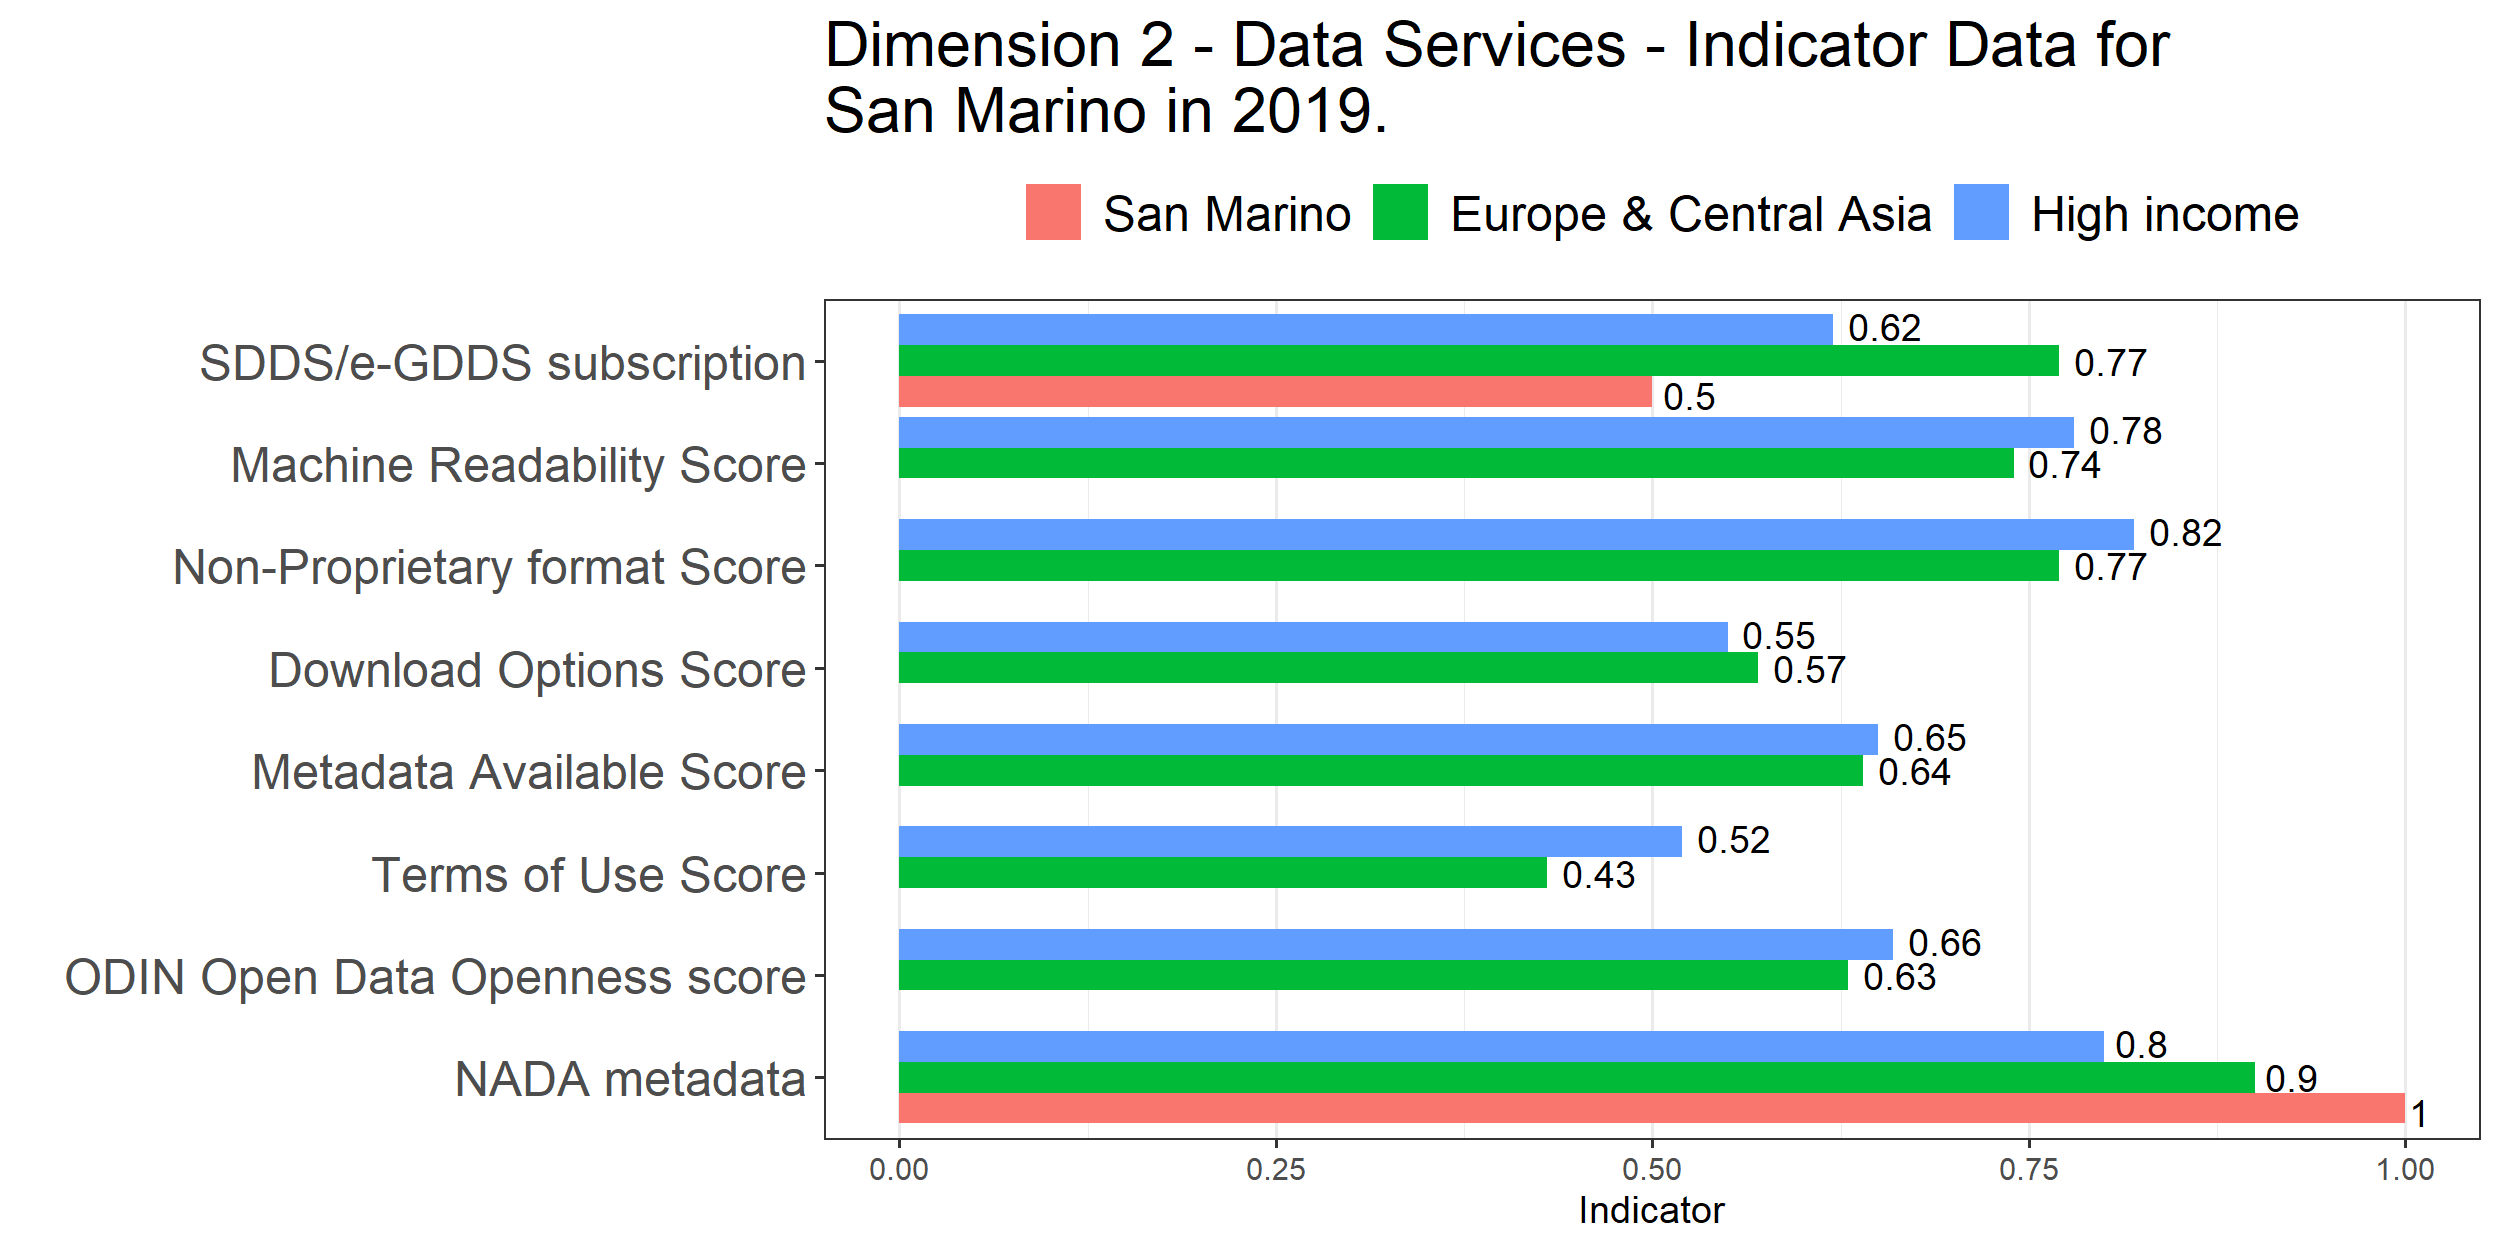 Dimension 2 - Data Services - Indicator Data for
San Marino in 2019.
San Marino
Europe & Central Asia
High income
SDDS/e-GDDS subscription
0.62
0.77
0.5
Machine Readability Score
0.78
0.74
Non-Proprietary format Score
0.82
0.77
Download Options Score
0.55
0.57
Metadata Available Score
0.65
0.64
Terms of Use Score
0.52
0.43
ODIN Open Data Openness score
0.66
0.63
NADA metadata
0.8
0.9
1
0.00
0.25
0.50
0.75
1.00
Indicator